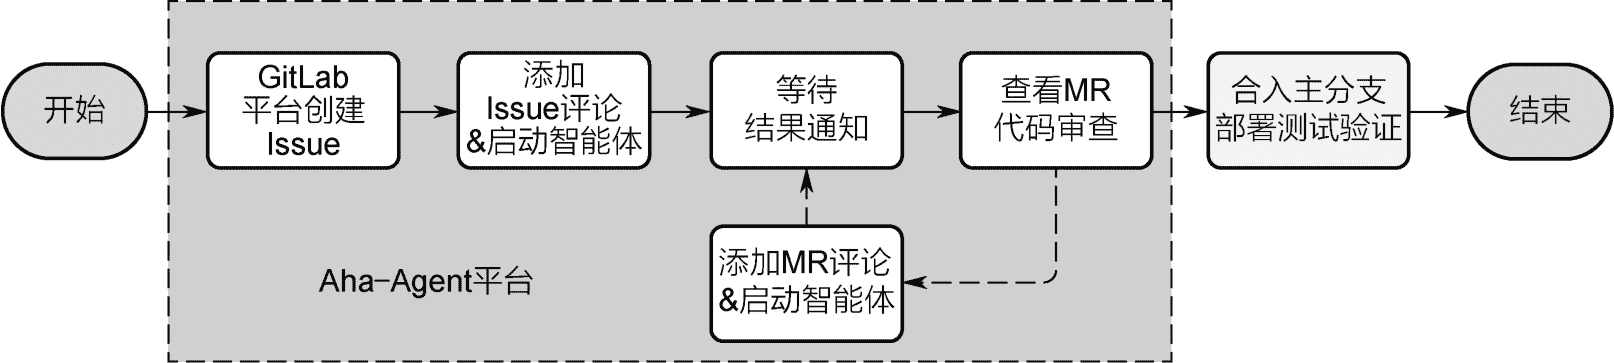 开始
GitLab
平台创建
Issue
添加
Issue评论
&启动智能体
等待
结果通知
查看MR
代码审查
合入主分支
部署测试验证
结束
添加MR评论
&启动智能体
Aha-Agent平台